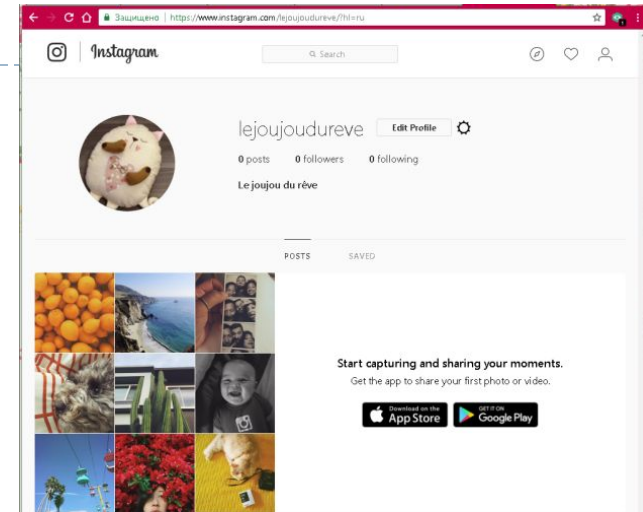 Защищено | https://www.instagram.com/lejoujoudureve/?hl=ru
Instagram
Search
lejoujoudureve Edit Profile
0 posts 0 followers 0 following
Le joujou du rêve
POSTS SAVED
Start capturing and sharing your moments.
Get the app to share your first photo or video.
Download on the
App Store
GET IT ON
Google Play